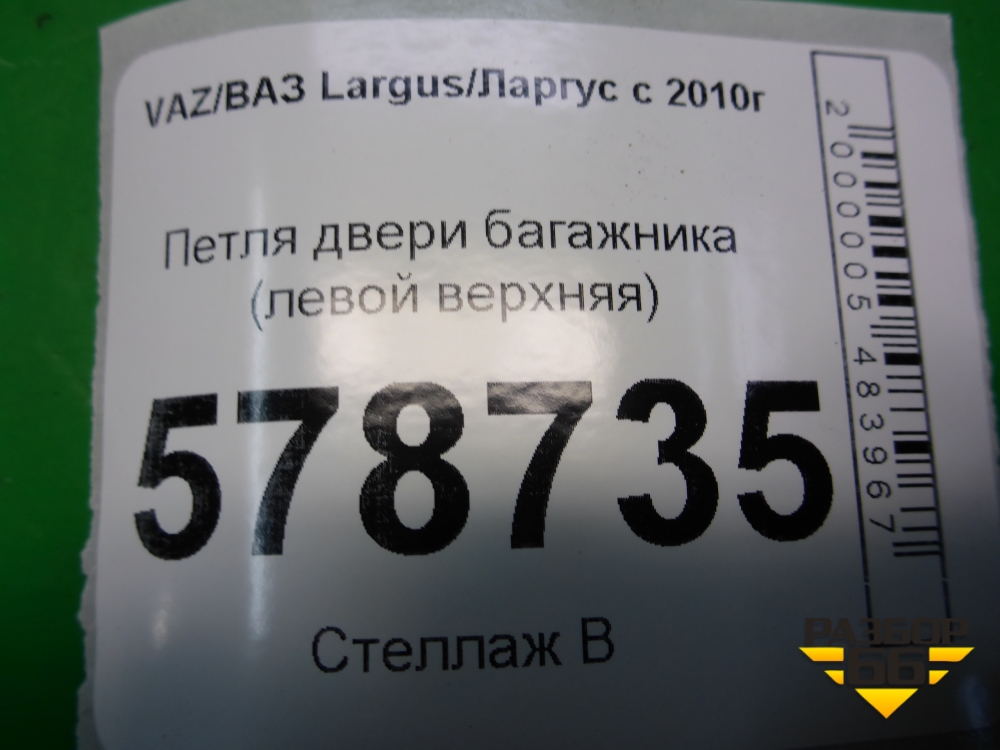 VAZ/ВАЗ Largus/Ларгус с 2010г
Петля двери багажника
(левой верхняя)
578735
Стеллаж В
2000005483967
РАЗБОР
66